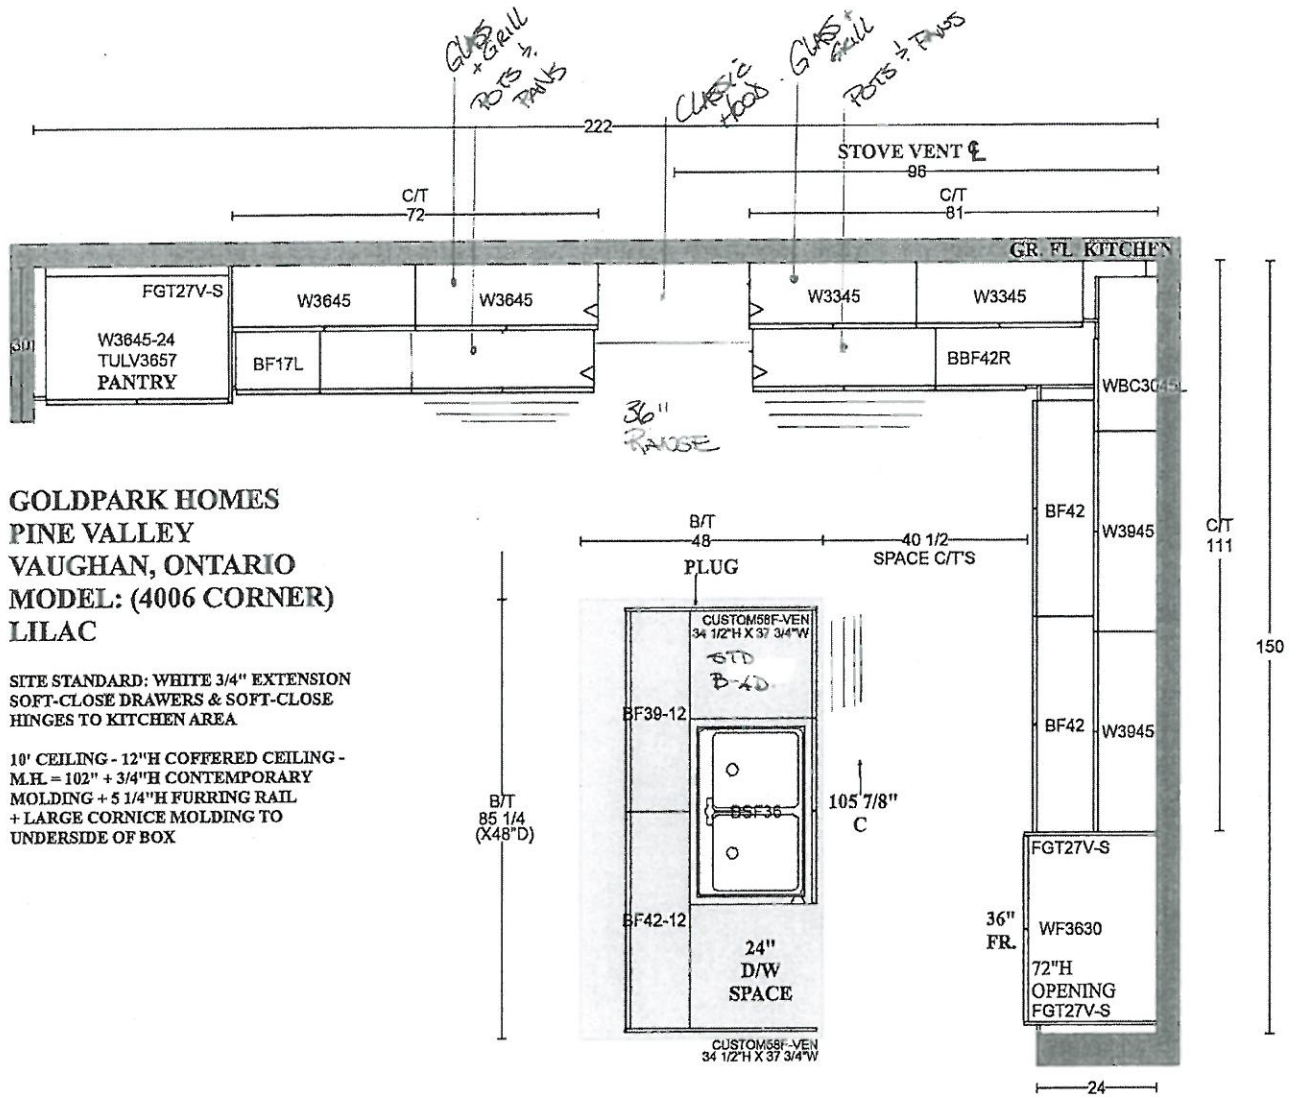 GLASS
+ GRILL
POTS &
PANS
CLASSIC
HOOD
GLASS +
GRILL
POTS & PANS
222
STOVE VENT ℄
96
C/T
72
C/T
81
GR. FL KITCHEN
FGT27V-S
W3645
W3645
W3345
W3345
30
W3645-24
TULV3657
PANTRY
BF17L
BBF42R
WBC3045L
36"
RANGE
GOLDPARK HOMES
PINE VALLEY
VAUGHAN, ONTARIO
MODEL: (4006 CORNER)
LILAC
SITE STANDARD: WHITE 3/4" EXTENSION
SOFT-CLOSE DRAWERS & SOFT-CLOSE
HINGES TO KITCHEN AREA
10' CEILING - 12"H COFFERED CEILING -
M.H. = 102" + 3/4"H CONTEMPORARY
MOLDING + 5 1/4"H FURRING RAIL
+ LARGE CORNICE MOLDING TO
UNDERSIDE OF BOX
B/T
48
40 1/2
SPACE C/T'S
PLUG
BF42
W3945
C/T
111
150
CUSTOM58F-VEN
34 1/2"H X 37 3/4"W
STD
B-4D
BF39-12
BF42
W3945
BSF36
105 7/8"
C
B/T
85 1/4
(X48"D)
BF42-12
24"
D/W
SPACE
CUSTOM58F-VEN
34 1/2"H X 37 3/4"W
FGT27V-S
36"
FR.
WF3630
72"H
OPENING
FGT27V-S
24